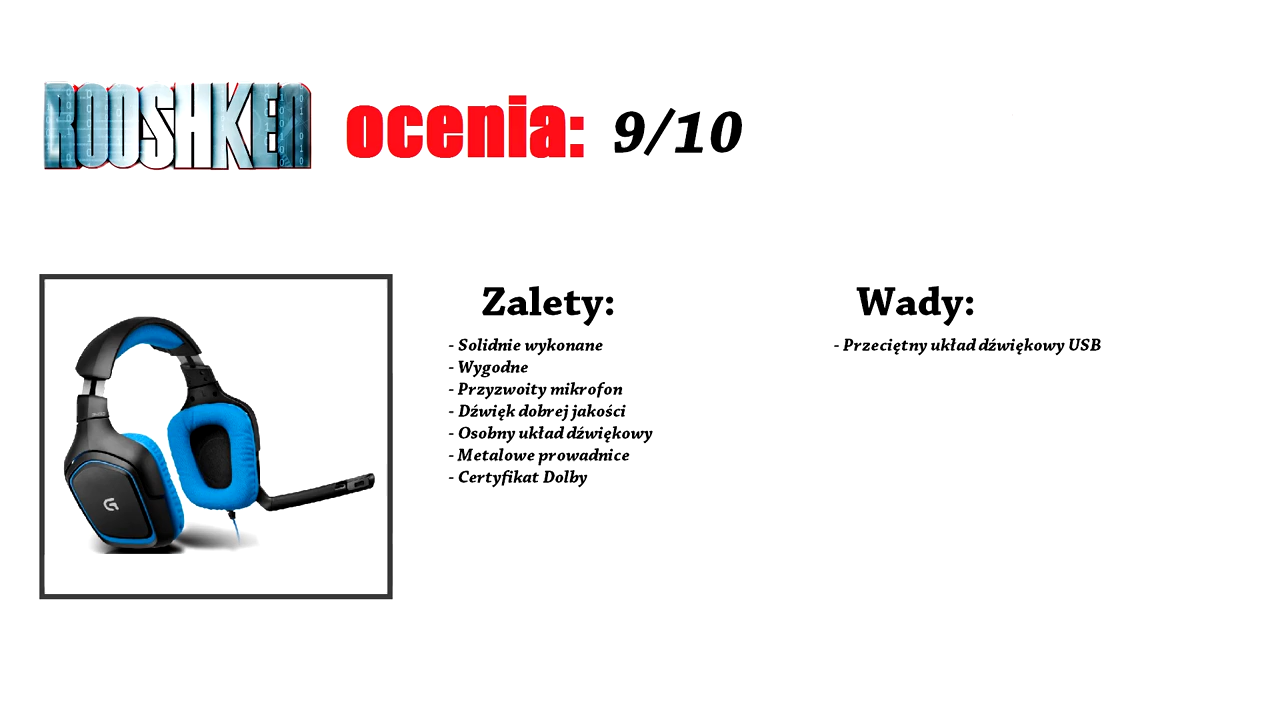 ROOSHKEN ocenia: 9/10
Zalety:
- Solidnie wykonane
- Wygodne
- Przyzwoity mikrofon
- Dźwięk dobrej jakości
- Osobny układ dźwiękowy
- Metalowe prowadnice
- Certyfikat Dolby
Wady:
- Przeciętny układ dźwiękowy USB